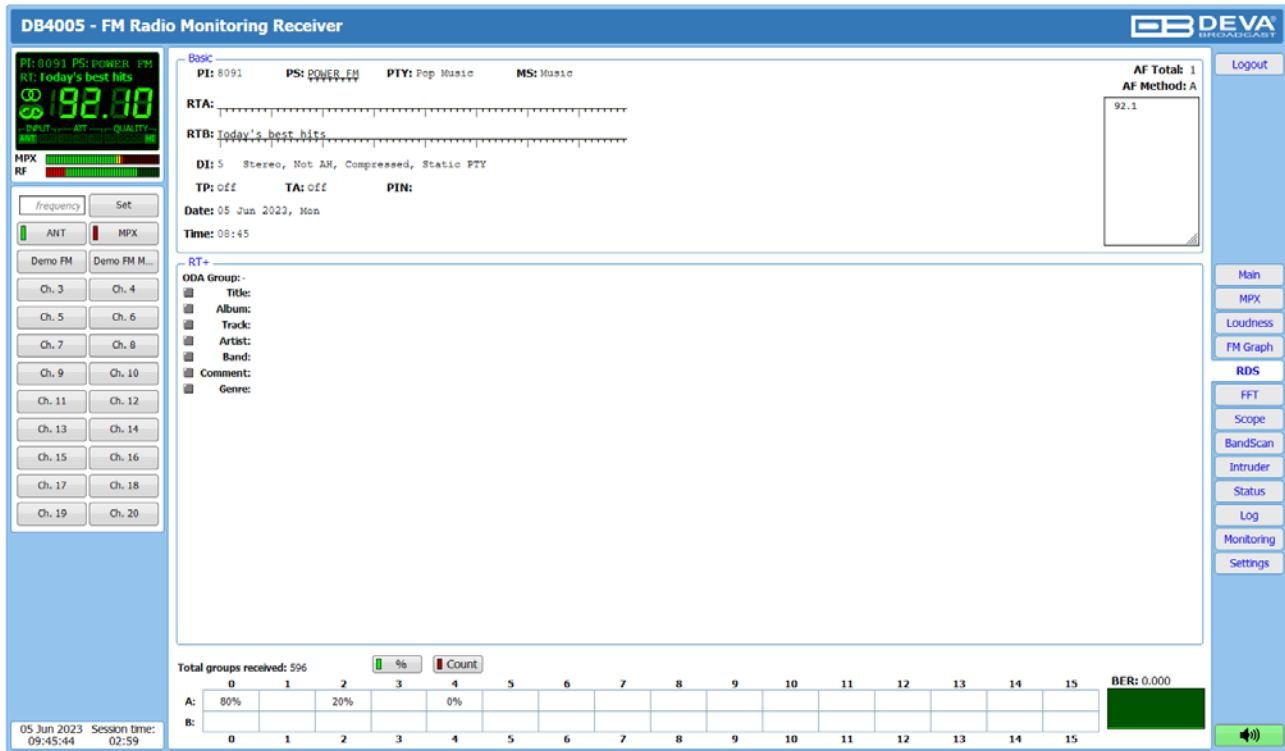 DB4005 - FM Radio Monitoring Receiver
DEVA
BROADCAST
PI: 8091 PS: POWER FM
RT: Today's best hits
92.10
INPUT ATT QUALITY
ANT HI
MPX
RF
frequency Set
ANT MPX
Demo FM Demo FM M...
Ch. 3 Ch. 4
Ch. 5 Ch. 6
Ch. 7 Ch. 8
Ch. 9 Ch. 10
Ch. 11 Ch. 12
Ch. 13 Ch. 14
Ch. 15 Ch. 16
Ch. 17 Ch. 18
Ch. 19 Ch. 20
05 Jun 2023 Session time:
09:45:44 02:59
Basic
PI: 8091 PS: POWER FM PTY: Pop Music MS: Music
RTA:
RTB: Today's best hits
DI: 5 Stereo, Not AH, Compressed, Static PTY
TP: Off TA: Off PIN:
Date: 05 Jun 2023, Mon
Time: 08:45
AF Total: 1
AF Method: A
92.1
RT+
ODA Group: -
Title:
Album:
Track:
Artist:
Band:
Comment:
Genre:
Total groups received: 596 % Count
0 1 2 3 4 5 6 7 8 9 10 11 12 13 14 15
A: 80% 20% 0%
B:
0 1 2 3 4 5 6 7 8 9 10 11 12 13 14 15
BER: 0.000
Logout
Main
MPX
Loudness
FM Graph
RDS
FFT
Scope
BandScan
Intruder
Status
Log
Monitoring
Settings